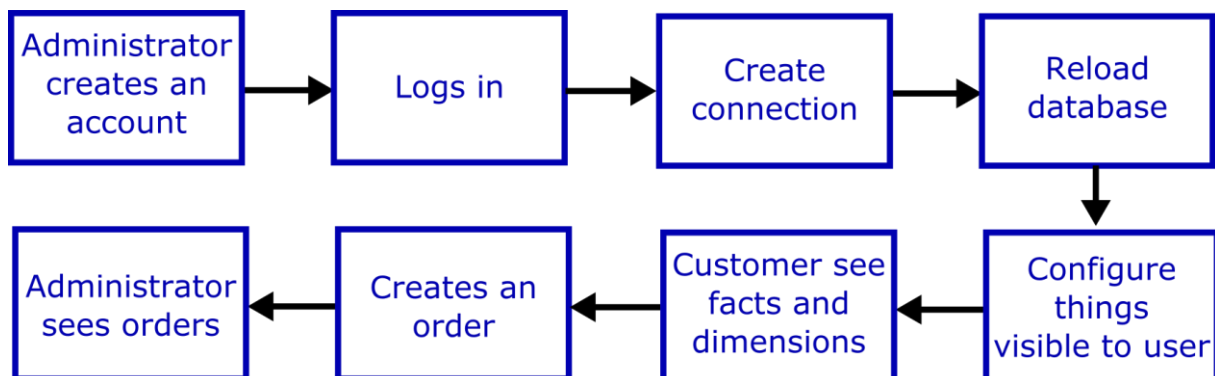 Administrator
creates an
account
Logs in
Create
connection
Reload
database
Configure
things
visible to user
Customer see
facts and
dimensions
Creates an
order
Administrator
sees orders